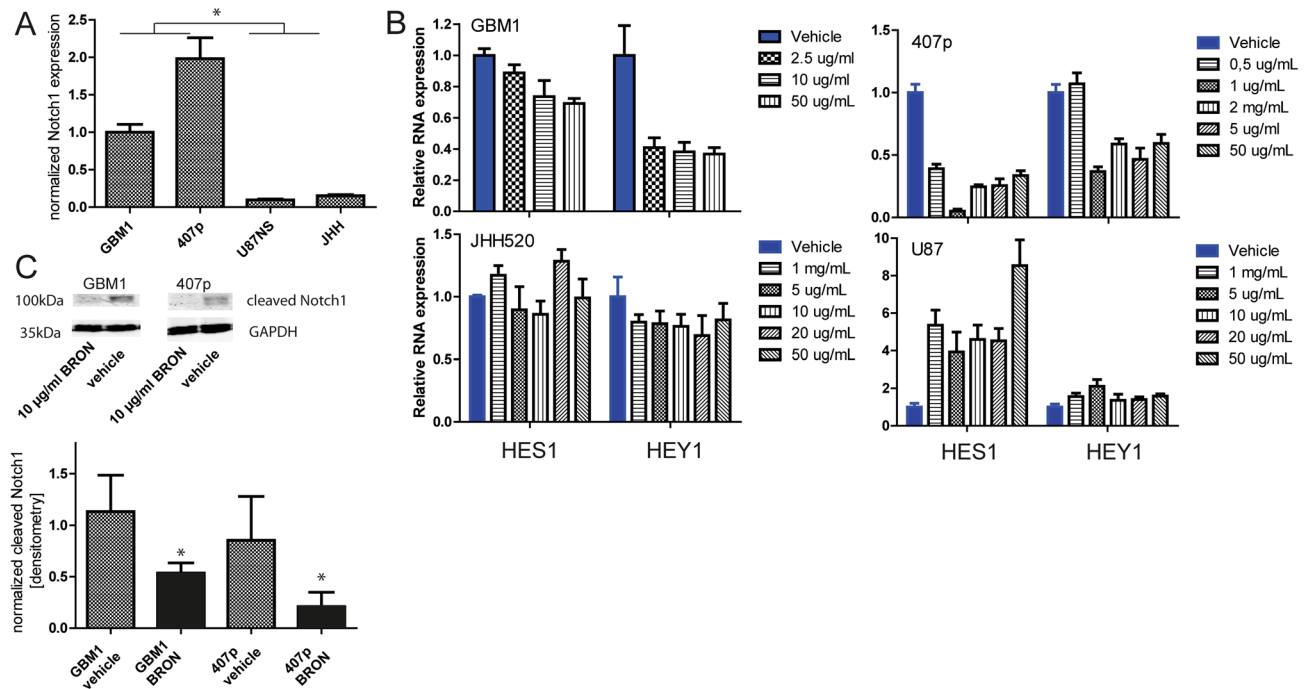 A
normalized Notch1 expression
2.5
2.0
1.5
1.0
0.5
0.0
*
GBM1
407p
U87NS
JHH
B
GBM1
Relative RNA expression
1.2
1.0
0.8
0.6
0.4
0.2
0.0
Vehicle
2.5 ug/ml
10 ug/ml
50 ug/mL
407p
1.5
1.0
0.5
0.0
Vehicle
0,5 ug/mL
1 ug/mL
2 mg/mL
5 ug/ml
50 ug/mL
JHH520
Relative RNA expression
1.5
1.0
0.5
0.0
HES1
HEY1
Vehicle
1 mg/mL
5 ug/mL
10 ug/mL
20 ug/mL
50 ug/mL
U87
10
8
6
4
2
0
HES1
HEY1
Vehicle
1 mg/mL
5 ug/mL
10 ug/mL
20 ug/mL
50 ug/mL
C
GBM1
407p
100kDa
cleaved Notch1
35kDa
GAPDH
10 µg/ml BRON
vehicle
10 µg/ml BRON
vehicle
normalized cleaved Notch1
[densitometry]
1.5
1.0
0.5
0.0
*
*
GBM1
vehicle
GBM1
BRON
407p
vehicle
407p
BRON